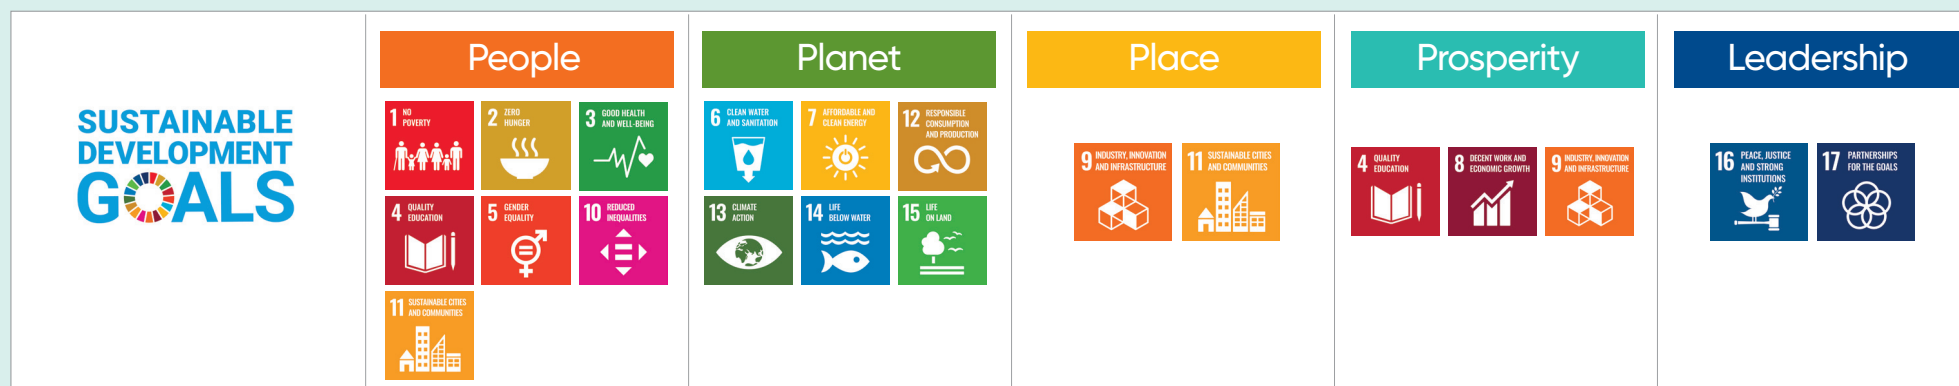 SUSTAINABLE
DEVELOPMENT
GOALS
People
1 NO
POVERTY
2 ZERO
HUNGER
3 GOOD HEALTH
AND WELL-BEING
4 QUALITY
EDUCATION
5 GENDER
EQUALITY
10 REDUCED
INEQUALITIES
11 SUSTAINABLE CITIES
AND COMMUNITIES
Planet
6 CLEAN WATER
AND SANITATION
7 AFFORDABLE AND
CLEAN ENERGY
12 RESPONSIBLE
CONSUMPTION
AND PRODUCTION
13 CLIMATE
ACTION
14 LIFE
BELOW WATER
15 LIFE
ON LAND
Place
9 INDUSTRY, INNOVATION
AND INFRASTRUCTURE
11 SUSTAINABLE CITIES
AND COMMUNITIES
Prosperity
4 QUALITY
EDUCATION
8 DECENT WORK AND
ECONOMIC GROWTH
9 INDUSTRY, INNOVATION
AND INFRASTRUCTURE
Leadership
16 PEACE, JUSTICE
AND STRONG
INSTITUTIONS
17 PARTNERSHIPS
FOR THE GOALS